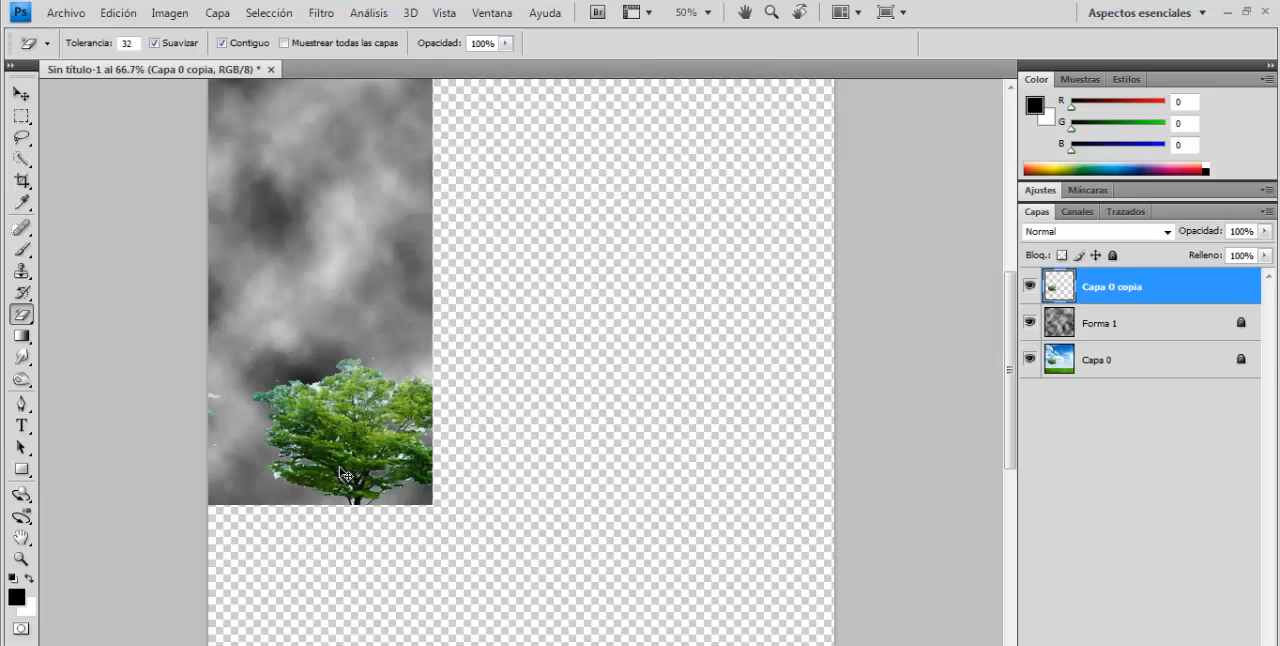 Ps Archivo Edición Imagen Capa Selección Filtro Análisis 3D Vista Ventana Ayuda Br 50% Aspectos esenciales
Tolerancia: 32 Suavizar Contiguo Muestrear todas las capas Opacidad: 100%
Sin título-1 al 66.7% (Capa 0 copia, RGB/8) *
Color Muestras Estilos
R 0
G 0
B 0
Ajustes Máscaras
Capas Canales Trazados
Normal Opacidad: 100%
Bloq.: Relleno: 100%
Capa 0 copia
Forma 1
Capa 0
T